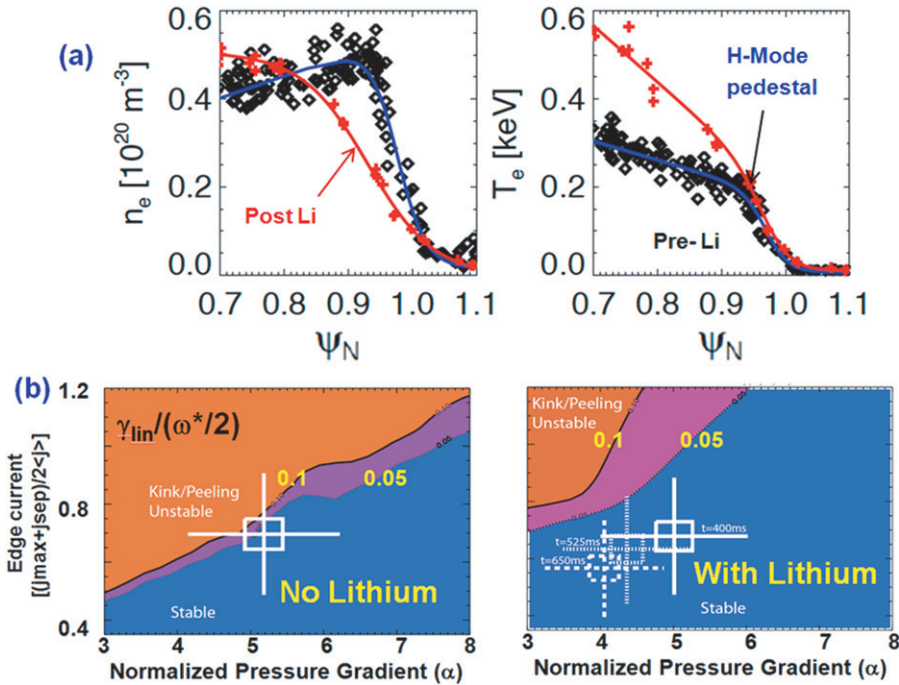 (a)
0.6
0.4
0.2
0.0
n_e [10^20 m^-3]
Post Li
0.7 0.8 0.9 1.0 1.1
Ψ_N
0.6
0.4
0.2
0.0
T_e [keV]
H-Mode
pedestal
Pre-Li
0.7 0.8 0.9 1.0 1.1
Ψ_N
(b)
1.2
0.8
0.4
Edge current
[(jmax+jsep)/2<j>]
γ_lin/(ω*/2)
0.10
0.05
0.1 0.05
Kink/Peeling
Unstable
No Lithium
Stable
3 4 5 6 7 8
Normalized Pressure Gradient (α)
Kink/Peeling
Unstable
0.1 0.05
t=400ms
t=525ms
t=650ms
With Lithium
Stable
3 4 5 6 7 8
Normalized Pressure Gradient (α)